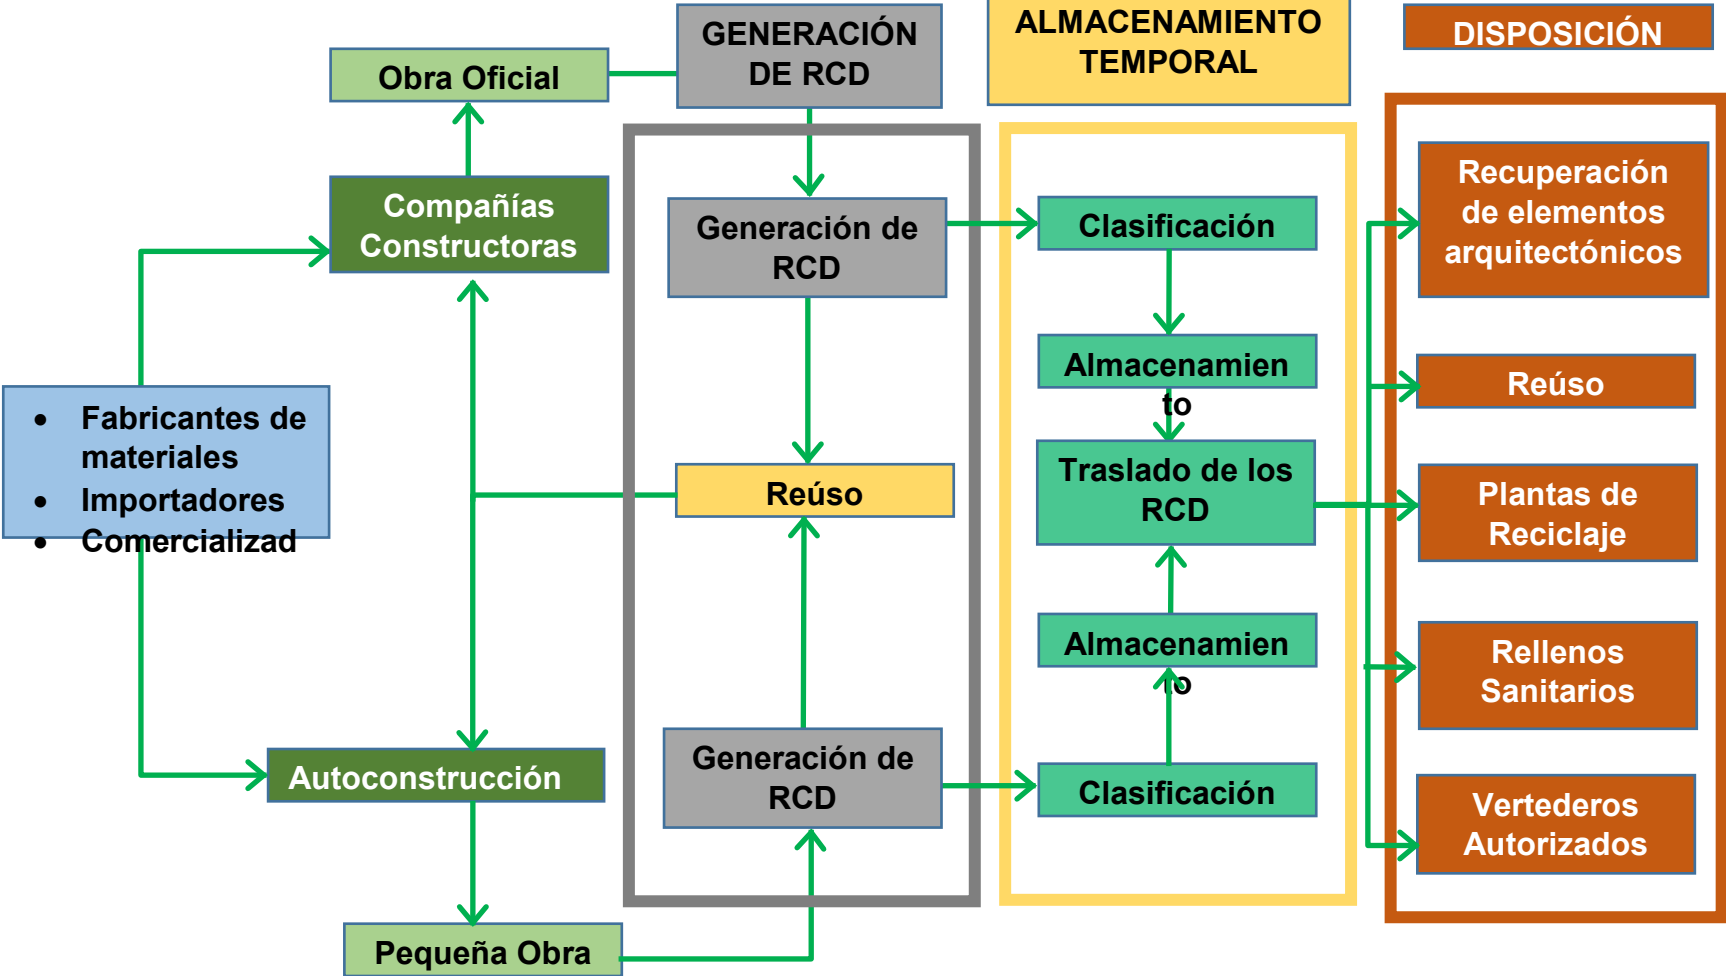 GENERACIÓN
DE RCD
ALMACENAMIENTO
TEMPORAL
DISPOSICIÓN
Obra Oficial
Compañías
Constructoras
• Fabricantes de
materiales
• Importadores
• Comercializad
Autoconstrucción
Pequeña Obra
Generación de
RCD
Reúso
Generación de
RCD
Clasificación
Almacenamien
to
Traslado de los
RCD
Almacenamien
to
Clasificación
Recuperación
de elementos
arquitectónicos
Reúso
Plantas de
Reciclaje
Rellenos
Sanitarios
Vertederos
Autorizados